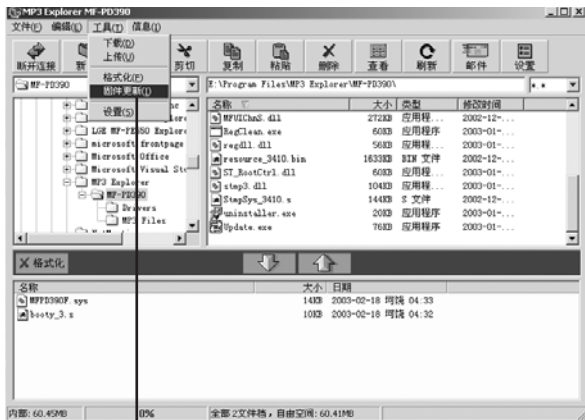 MP3 Explorer MF-PD390
文件(F) 编辑(E) 工具(T) 信息(I)
下载(D)
上传(U)
格式化(F)
固件更新(I)
设置(S)
断开连接 剪切 复制 粘贴 删除 查看 刷新 邮件 设置
MF-PD390
E:\Program Files\MP3 Explorer\MF-PD390\
*.*
LGE MF-PE550 Explore
microsoft frontpage
Microsoft Office
Microsoft Visual Stu
MP3 Explorer
MF-PD390
Drivers
MP3 Files
名称 大小 类型 修改时间
MFUIChnS.dll 272KB 应用程... 2002-12-...
RegClean.exe 60KB 应用程序 2003-01-...
regdll.dll 56KB 应用程... 2003-01-...
resource_3410.bin 1633KB BIN 文件 2002-12-...
ST_RootCtrl.dll 60KB 应用程... 2003-01-...
stmp3.dll 104KB 应用程... 2003-01-...
StmpSys_3410.s 144KB S 文件 2002-12-...
uninstaller.exe 20KB 应用程序 2003-01-...
Update.exe 76KB 应用程序 2003-01-...
格式化
名称 大小 日期
MFPD390F.sys 14KB 2003-02-18 坷饶 04:33
booty_3.s 10KB 2003-02-18 坷饶 04:32
内部: 60.45MB 0% 全部 2文件档，自由空间: 60.41MB